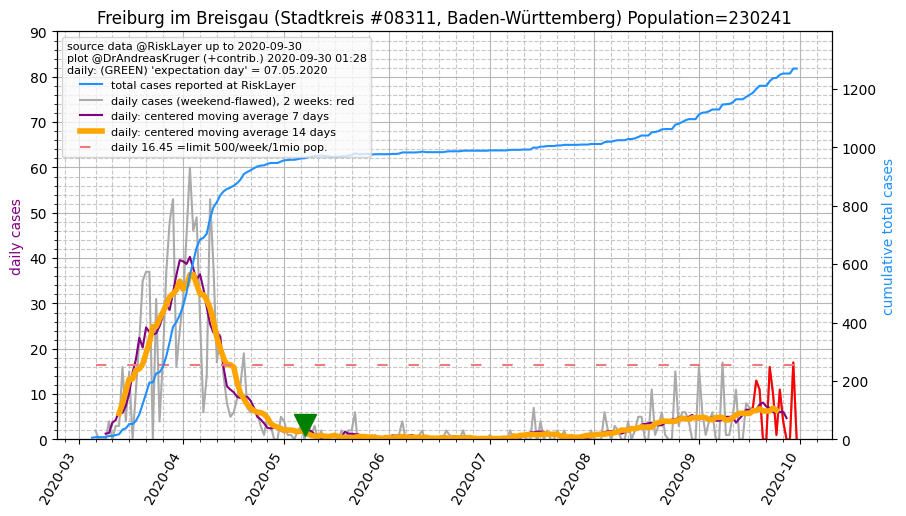 Freiburg im Breisgau (Stadtkreis #08311, Baden-Württemberg) Population=230241
source data @RiskLayer up to 2020-09-30
plot @DrAndreasKruger (+contrib.) 2020-09-30 01:28
daily: (GREEN) 'expectation day' = 07.05.2020
total cases reported at RiskLayer
daily cases (weekend-flawed), 2 weeks: red
daily: centered moving average 7 days
daily: centered moving average 14 days
daily 16.45 =limit 500/week/1mio pop.
daily cases
90
80
70
60
50
40
30
20
10
0
cumulative total cases
1200
1000
800
600
400
200
0
2020-03
2020-04
2020-05
2020-06
2020-07
2020-08
2020-09
2020-10